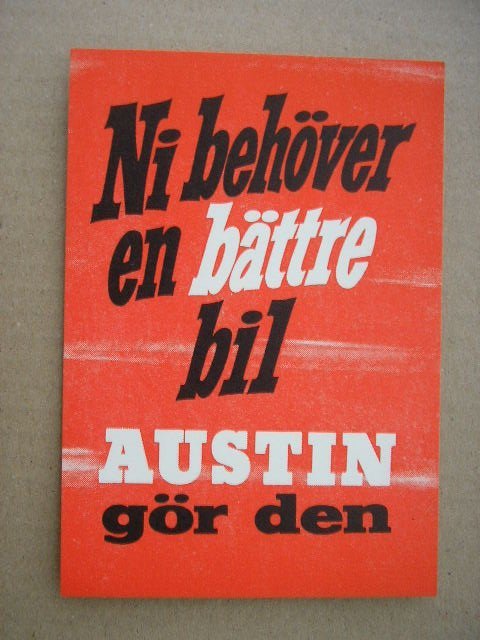 Ni behöver
en bättre
bil
AUSTIN
gör den